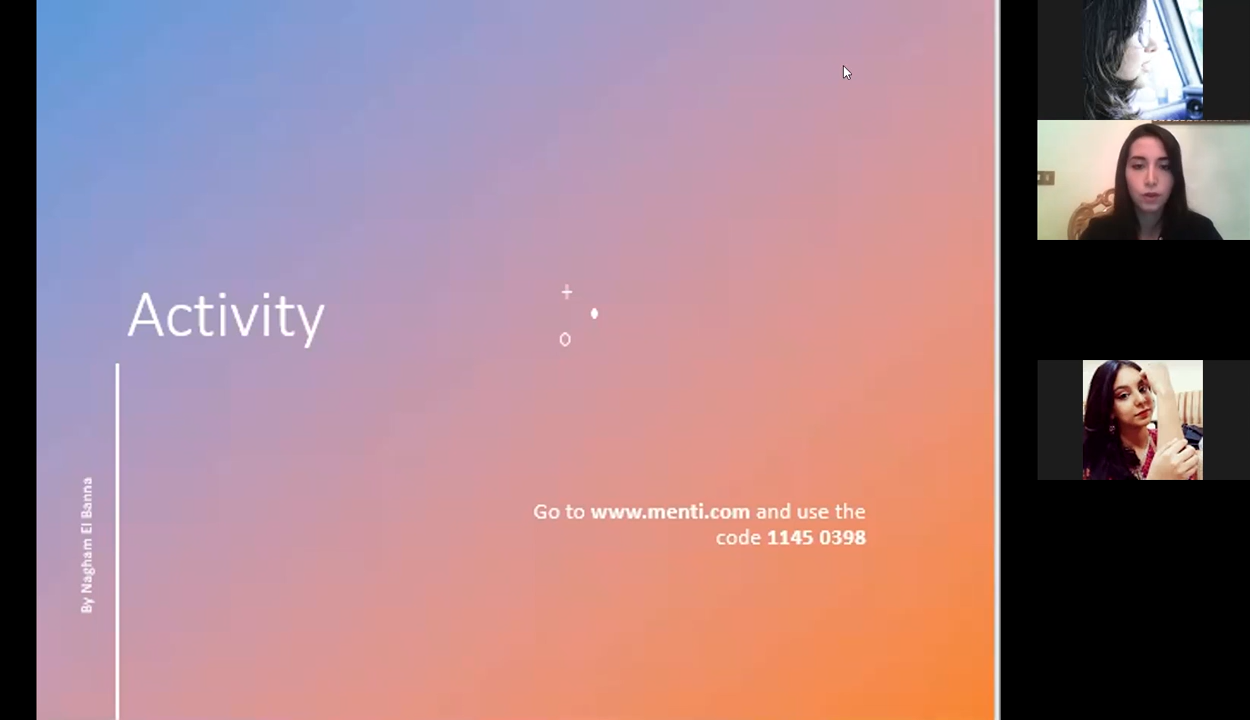 Activity
Go to www.menti.com and use the
code 1145 0398
By Nagham El Banna